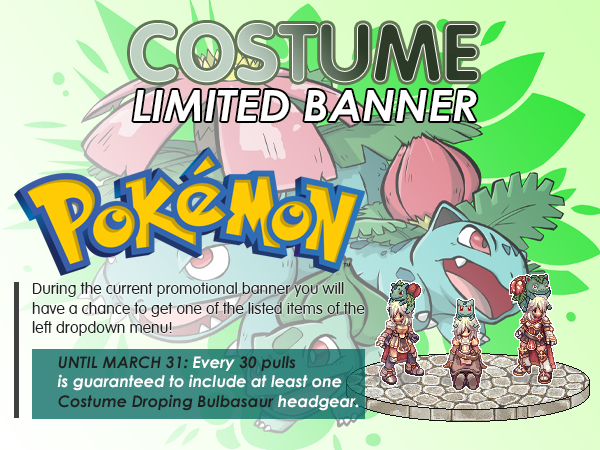 COSTUME
LIMITED BANNER
POKéMON
TM
During the current promotional banner you will
have a chance to get one of the listed items of the
left dropdown menu!
UNTIL MARCH 31: Every 30 pulls
is guaranteed to include at least one
Costume Droping Bulbasaur headgear.